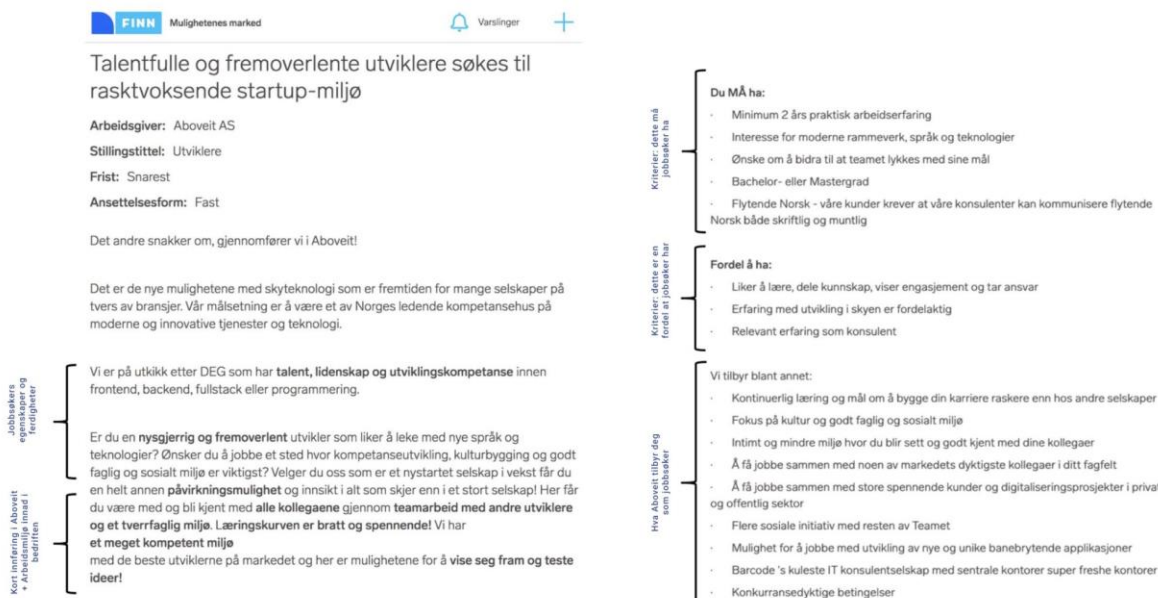 FINN Mulighetenes marked
Varslinger
Talentfulle og fremoverlente utviklere søkes til
rasktvoksende startup-miljø
Arbeidsgiver: Aboveit AS
Stillingstittel: Utviklere
Frist: Snarest
Ansettelsesform: Fast
Det andre snakker om, gjennomfører vi i Aboveit!
Det er de nye mulighetene med skyteknologi som er fremtiden for mange selskaper på
tvers av bransjer. Vår målsetning er å være et av Norges ledende kompetansehus på
moderne og innovative tjenester og teknologi.
Jobbsøkers
egenskaper og
ferdigheter
Vi er på utkikk etter DEG som har talent, lidenskap og utviklingskompetanse innen
frontend, backend, fullstack eller programmering.
Er du en nysgjerrig og fremoverlent utvikler som liker å leke med nye språk og
teknologier? Ønsker du å jobbe et sted hvor kompetanseutvikling, kulturbygging og godt
faglig og sosialt miljø er viktigst? Velger du oss som er et nystartet selskap i vekst får du
en helt annen påvirkningsmulighet og innsikt i alt som skjer enn i et stort selskap! Her får
du være med og bli kjent med alle kollegaene gjennom teamarbeid med andre utviklere
og et tverrfaglig miljø. Læringskurven er bratt og spennende! Vi har
et meget kompetent miljø
med de beste utviklerne på markedet og her er mulighetene for å vise seg fram og teste
ideer!
Kort innføring i Aboveit
+ Arbeidsmiljø innad i
bedriften
Kriterier: dette må
jobbsøker ha
Du MÅ ha:
· Minimum 2 års praktisk arbeidserfaring
· Interesse for moderne rammeverk, språk og teknologier
· Ønske om å bidra til at teamet lykkes med sine mål
· Bachelor- eller Mastergrad
· Flytende Norsk - våre kunder krever at våre konsulenter kan kommunisere flytende
Norsk både skriftlig og muntlig
Kriterier: dette er en
fordel at jobsøker har
Fordel å ha:
· Liker å lære, dele kunnskap, viser engasjement og tar ansvar
· Erfaring med utvikling i skyen er fordelaktig
· Relevant erfaring som konsulent
Hva Aboveit tilbyr deg
som jobbsøker
Vi tilbyr blant annet:
· Kontinuerlig læring og mål om å bygge din karriere raskere enn hos andre selskaper
· Fokus på kultur og godt faglig og sosialt miljø
· Intimt og mindre miljø hvor du blir sett og godt kjent med dine kollegaer
· Å få jobbe sammen med noen av markedets dyktigste kollegaer i ditt fagfelt
· Å få jobbe sammen med store spennende kunder og digitaliseringsprosjekter i privat
og offentlig sektor
· Flere sosiale initiativ med resten av Teamet
· Mulighet for å jobbe med utvikling av nye og unike banebrytende applikasjoner
· Barcode 's kuleste IT konsulentselskap med sentrale kontorer super freshe kontorer
· Konkurransedyktige betingelser